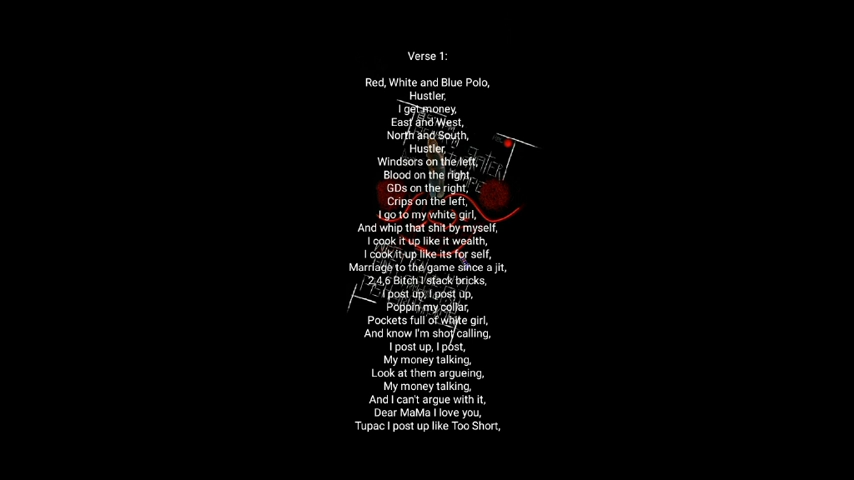 Verse 1:
Red, White and Blue Polo,
Hustler,
I get money,
East and West,
North and South,
Hustler,
Windsors on the left,
Blood on the right,
GDs on the right,
Crips on the left,
I go to my white girl,
And whip that shit by myself,
I cook it up like it wealth,
I cook it up like its for self,
Marriage to the game since a jit,
2,4,6 Bitch I stack bricks,
I post up, I post up,
Poppin my collar,
Pockets full of white girl,
And know I'm shot calling,
I post up, I post,
My money talking,
Look at them argueing,
My money talking,
And I can't argue with it,
Dear MaMa I love you,
Tupac I post up like Too Short,